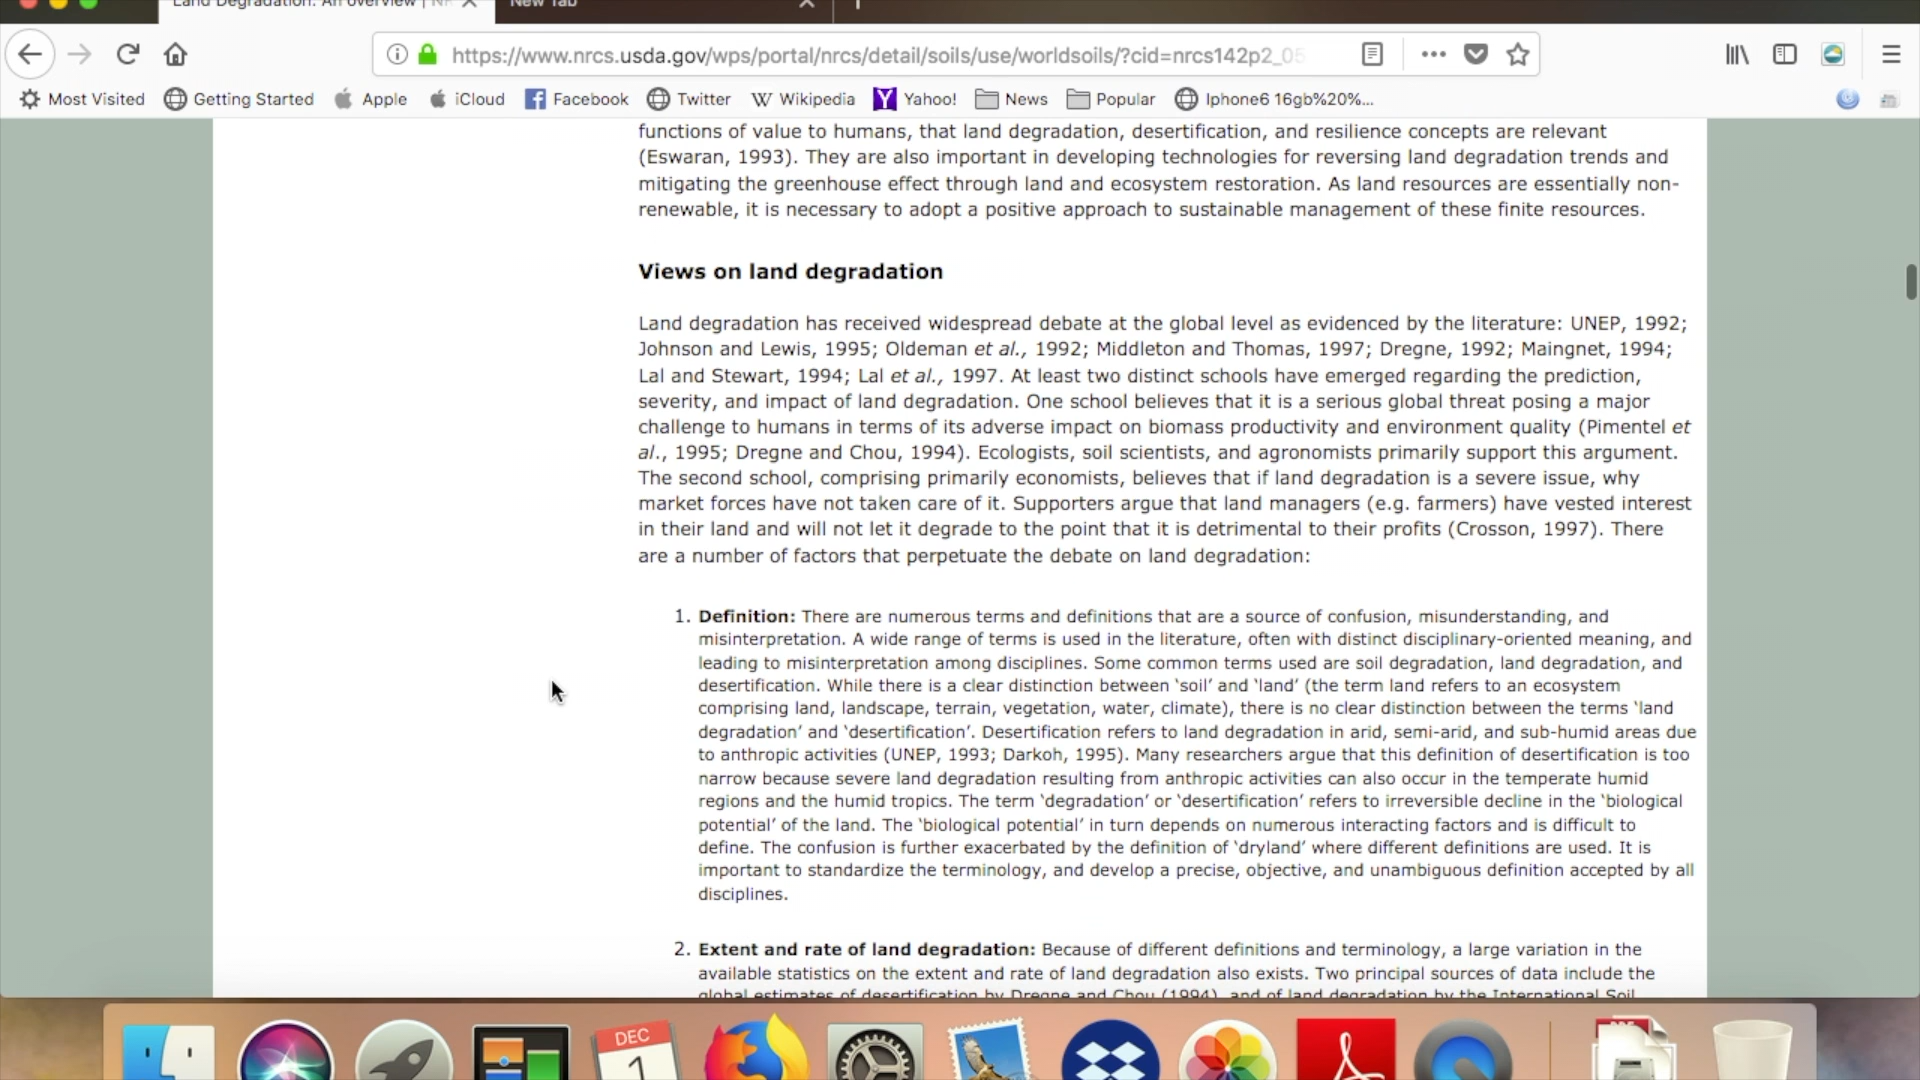 Land Degradation: An overview | NR
New Tab
https://www.nrcs.usda.gov/wps/portal/nrcs/detail/soils/use/worldsoils/?cid=nrcs142p2_05
Most Visited Getting Started Apple iCloud Facebook Twitter Wikipedia Yahoo! News Popular Iphone6 16gb%20%...
functions of value to humans, that land degradation, desertification, and resilience concepts are relevant
(Eswaran, 1993). They are also important in developing technologies for reversing land degradation trends and
mitigating the greenhouse effect through land and ecosystem restoration. As land resources are essentially non-
renewable, it is necessary to adopt a positive approach to sustainable management of these finite resources.
Views on land degradation
Land degradation has received widespread debate at the global level as evidenced by the literature: UNEP, 1992;
Johnson and Lewis, 1995; Oldeman et al., 1992; Middleton and Thomas, 1997; Dregne, 1992; Maingnet, 1994;
Lal and Stewart, 1994; Lal et al., 1997. At least two distinct schools have emerged regarding the prediction,
severity, and impact of land degradation. One school believes that it is a serious global threat posing a major
challenge to humans in terms of its adverse impact on biomass productivity and environment quality (Pimentel et
al., 1995; Dregne and Chou, 1994). Ecologists, soil scientists, and agronomists primarily support this argument.
The second school, comprising primarily economists, believes that if land degradation is a severe issue, why
market forces have not taken care of it. Supporters argue that land managers (e.g. farmers) have vested interest
in their land and will not let it degrade to the point that it is detrimental to their profits (Crosson, 1997). There
are a number of factors that perpetuate the debate on land degradation:
1. Definition: There are numerous terms and definitions that are a source of confusion, misunderstanding, and
misinterpretation. A wide range of terms is used in the literature, often with distinct disciplinary-oriented meaning, and
leading to misinterpretation among disciplines. Some common terms used are soil degradation, land degradation, and
desertification. While there is a clear distinction between ‘soil’ and ‘land’ (the term land refers to an ecosystem
comprising land, landscape, terrain, vegetation, water, climate), there is no clear distinction between the terms ‘land
degradation’ and ‘desertification’. Desertification refers to land degradation in arid, semi-arid, and sub-humid areas due
to anthropic activities (UNEP, 1993; Darkoh, 1995). Many researchers argue that this definition of desertification is too
narrow because severe land degradation resulting from anthropic activities can also occur in the temperate humid
regions and the humid tropics. The term ‘degradation’ or ‘desertification’ refers to irreversible decline in the ‘biological
potential’ of the land. The ‘biological potential’ in turn depends on numerous interacting factors and is difficult to
define. The confusion is further exacerbated by the definition of ‘dryland’ where different definitions are used. It is
important to standardize the terminology, and develop a precise, objective, and unambiguous definition accepted by all
disciplines.
2. Extent and rate of land degradation: Because of different definitions and terminology, a large variation in the
available statistics on the extent and rate of land degradation also exists. Two principal sources of data include the
global estimates of desertification by Dregne and Chou (1994), and of land degradation by the International Soil
DEC
1